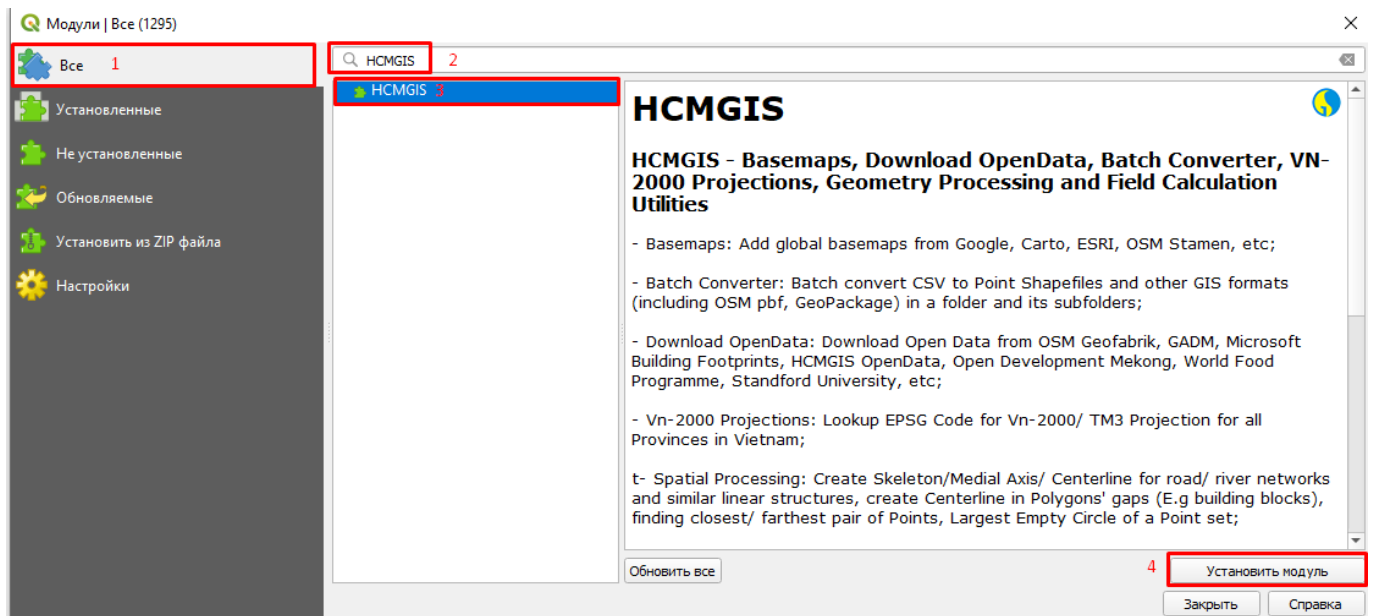 Модули | Все (1295)
Все 1
Установленные
Не установленные
Обновляемые
Установить из ZIP файла
Настройки
HCMGIS 2
HCMGIS 3
HCMGIS
HCMGIS - Basemaps, Download OpenData, Batch Converter, VN-
2000 Projections, Geometry Processing and Field Calculation
Utilities
- Basemaps: Add global basemaps from Google, Carto, ESRI, OSM Stamen, etc;
- Batch Converter: Batch convert CSV to Point Shapefiles and other GIS formats
(including OSM pbf, GeoPackage) in a folder and its subfolders;
- Download OpenData: Download Open Data from OSM Geofabrik, GADM, Microsoft
Building Footprints, HCMGIS OpenData, Open Development Mekong, World Food
Programme, Standford University, etc;
- Vn-2000 Projections: Lookup EPSG Code for Vn-2000/ TM3 Projection for all
Provinces in Vietnam;
t- Spatial Processing: Create Skeleton/Medial Axis/ Centerline for road/ river networks
and similar linear structures, create Centerline in Polygons' gaps (E.g building blocks),
finding closest/ farthest pair of Points, Largest Empty Circle of a Point set;
Обновить все
4 Установить модуль
Закрыть Справка